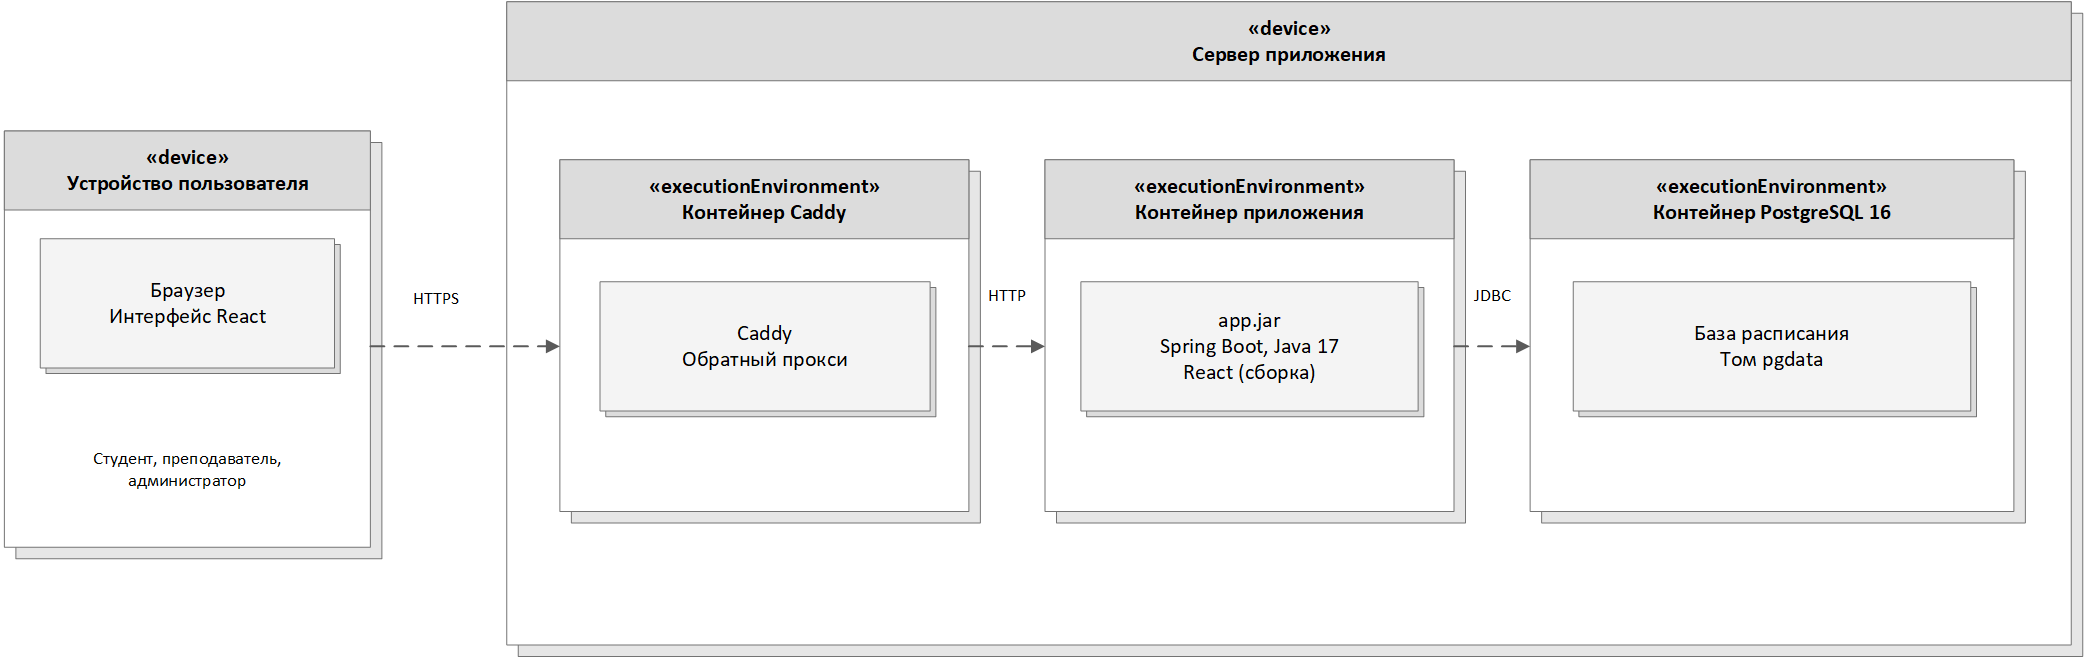 «device»
Сервер приложения
«device»
Устройство пользователя
Браузер
Интерфейс React
Студент, преподаватель,
администратор
HTTPS
«executionEnvironment»
Контейнер Caddy
Caddy
Обратный прокси
HTTP
«executionEnvironment»
Контейнер приложения
app.jar
Spring Boot, Java 17
React (сборка)
JDBC
«executionEnvironment»
Контейнер PostgreSQL 16
База расписания
Том pgdata